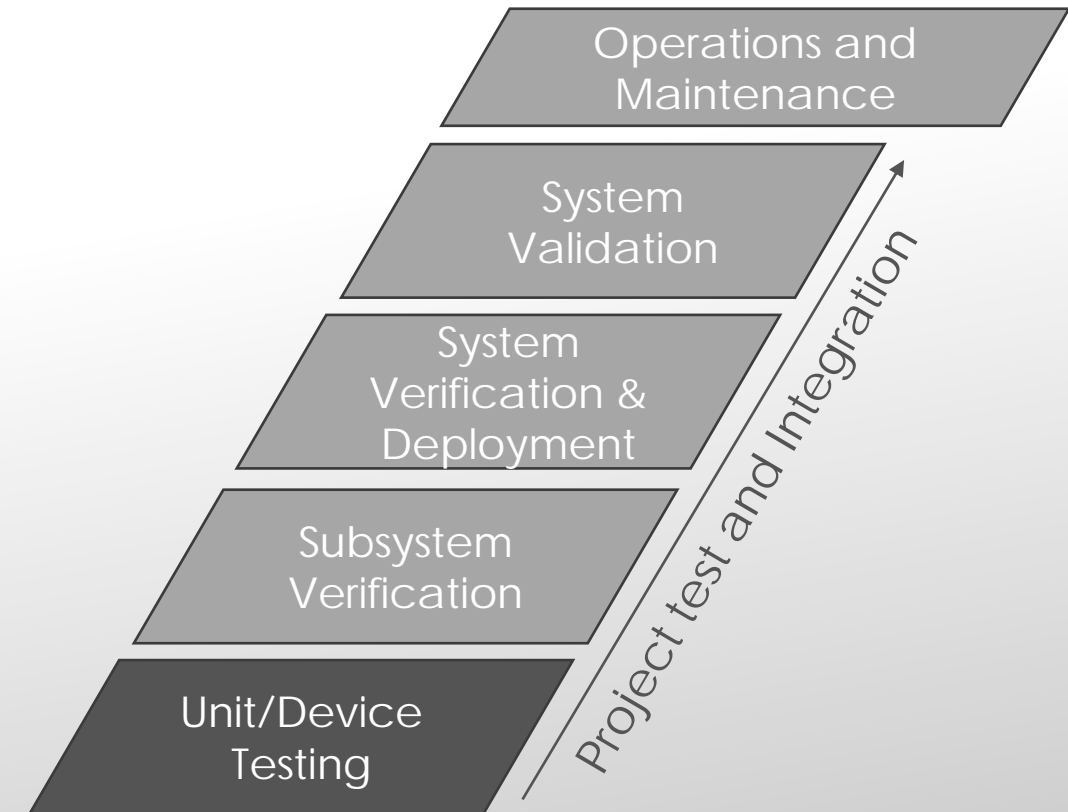 Operations and
Maintenance
System
Validation
System
Verification &
Deployment
Subsystem
Verification
Unit/Device
Testing
Project test and Integration